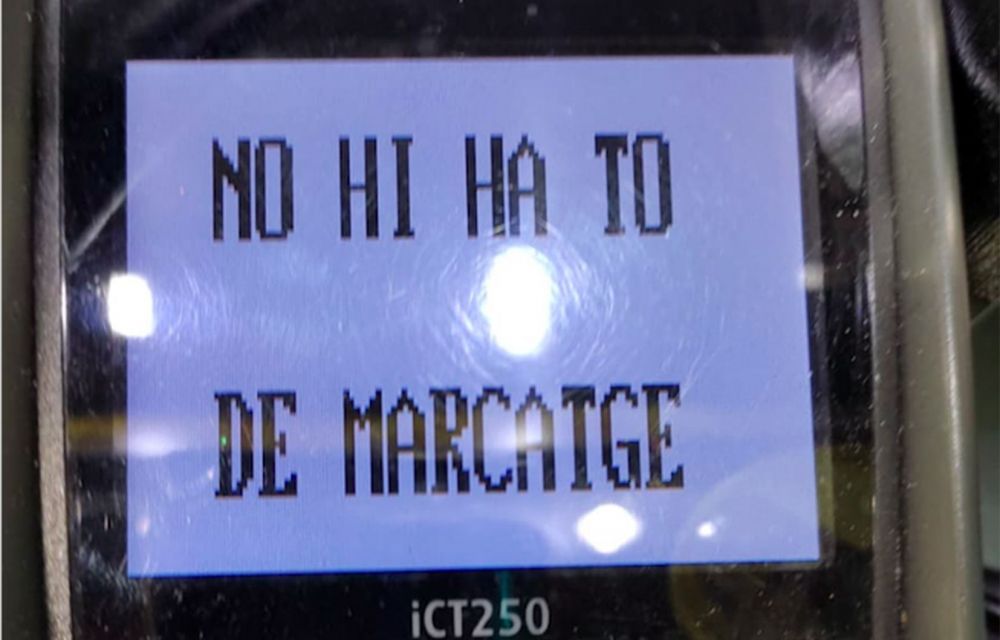 NO HI HA TO
DE MARCATGE
iCT250